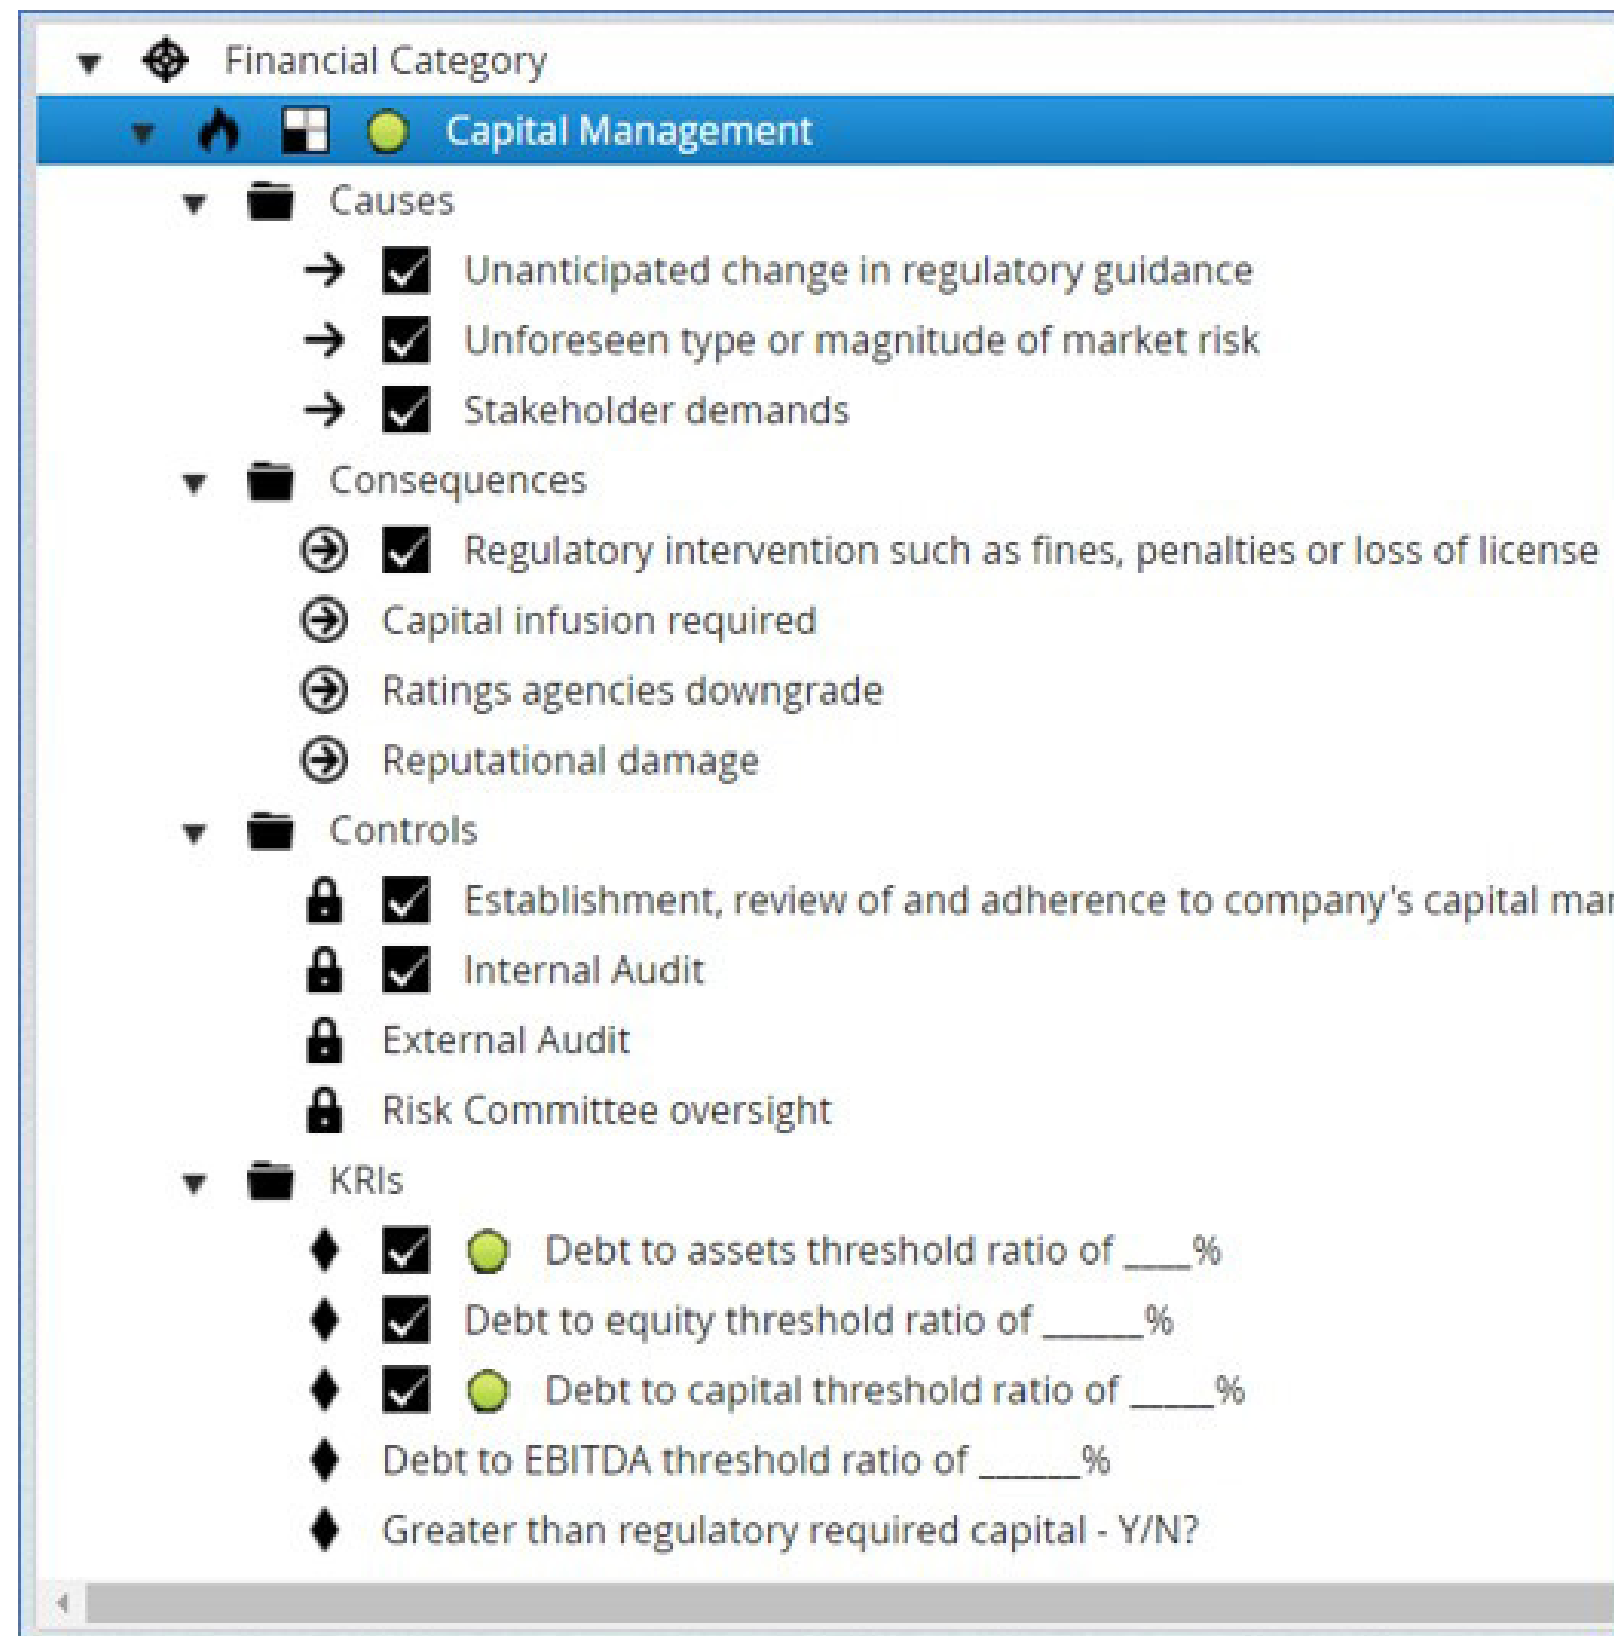 Financial Category
Capital Management
Causes
Unanticipated change in regulatory guidance
Unforeseen type or magnitude of market risk
Stakeholder demands
Consequences
Regulatory intervention such as fines, penalties or loss of license
Capital infusion required
Ratings agencies downgrade
Reputational damage
Controls
Establishment, review of and adherence to company's capital
Internal Audit
External Audit
Risk Committee oversight
KRIs
Debt to assets threshold ratio of ____%
Debt to equity threshold ratio of ______%
Debt to capital threshold ratio of _____%
Debt to EBITDA threshold ratio of ______%
Greater than regulatory required capital - Y/N?